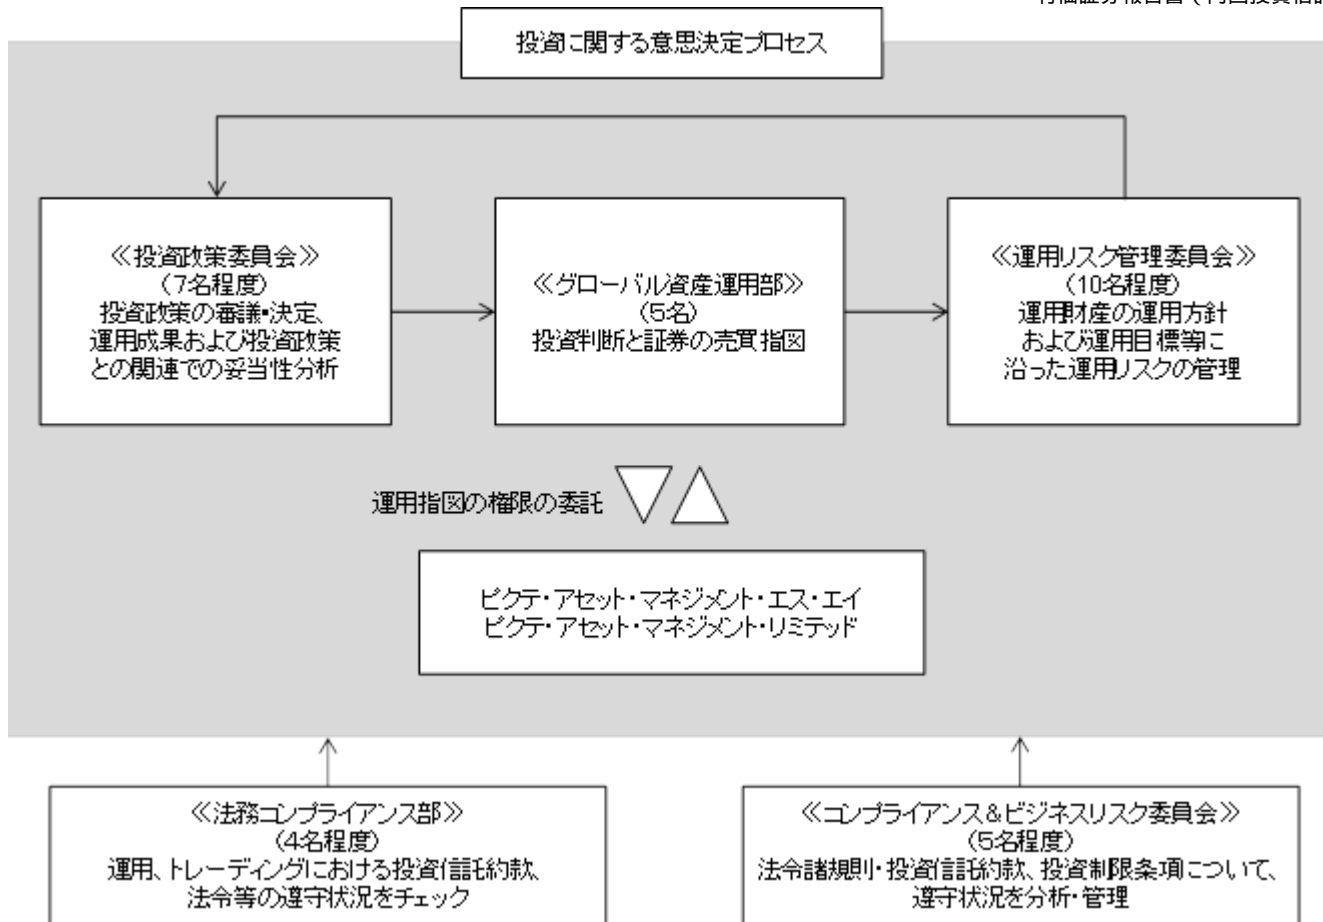 投資に関する意思決定プロセス
≪投資政策委員会≫
(7名程度)
投資政策の審議・決定、
運用成果および投資政策
との関連での妥当性分析
≪グローバル資産運用部≫
(5名)
投資判断と証券の売買指図
≪運用リスク管理委員会≫
(10名程度)
運用財産の運用方針
および運用目標等に
沿った運用リスクの管理
運用指図の権限の委託
ピクテ・アセット・マネジメント・エス・エイ
ピクテ・アセット・マネジメント・リミテッド
≪法務コンプライアンス部≫
(4名程度)
運用、トレーディングにおける投資信託約款、
法令等の遵守状況をチェック
≪コンプライアンス&ビジネスリスク委員会≫
(5名程度)
法令諸規則・投資信託約款、投資制限条項について、
遵守状況を分析・管理